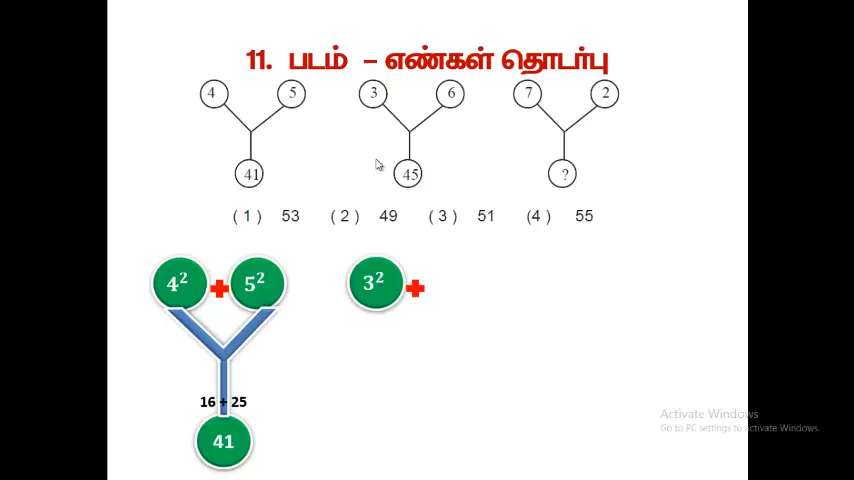 11. படம் – எண்கள் தொடர்பு
4 5 3 6 7 2
41 45 ?
( 1 ) 53 ( 2 ) 49 ( 3 ) 51 (4 ) 55
4² + 5² 3² +
16 + 25
41
Activate Windows
Go to PC settings to activate Windows.